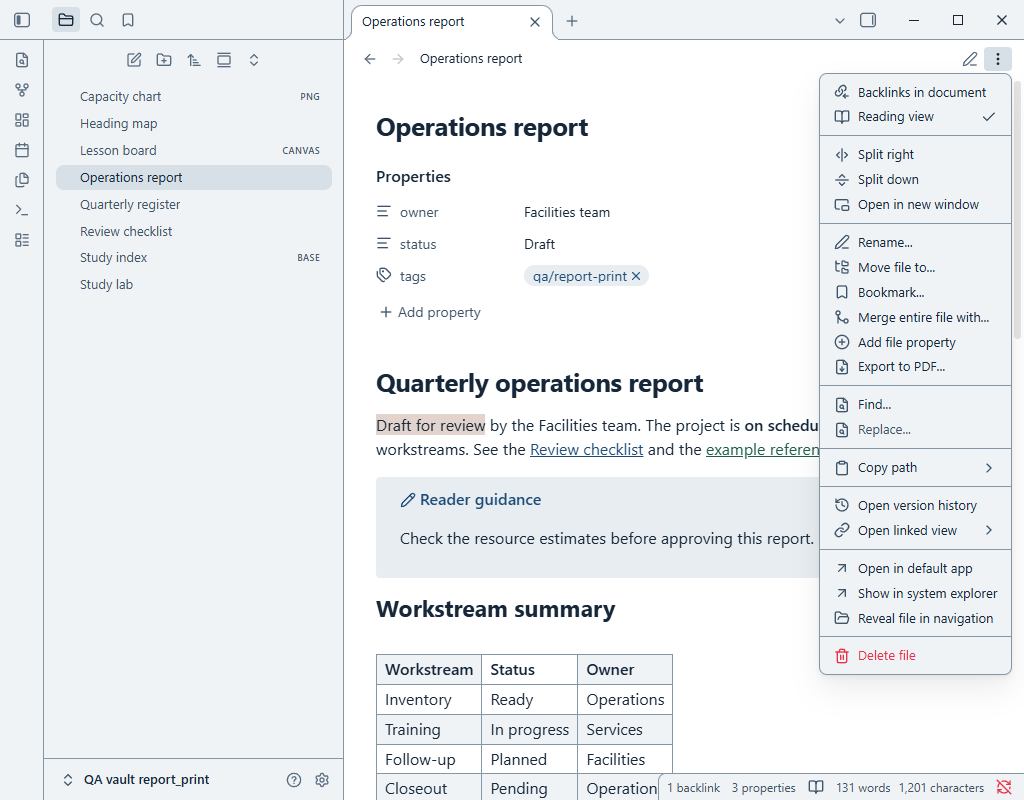 Operations report
Operations report
Capacity chart PNG
Heading map
Lesson board CANVAS
Operations report
Quarterly register
Review checklist
Study index BASE
Study lab
QA vault report_print
Operations report
Properties
owner Facilities team
status Draft
tags qa/report-print
Add property
Quarterly operations report
Draft for review by the Facilities team. The project is on schedu
workstreams. See the Review checklist and the example referen
Reader guidance
Check the resource estimates before approving this report.
Workstream summary
Workstream Status Owner
Inventory Ready Operations
Training In progress Services
Follow-up Planned Facilities
Closeout Pending Operation
Backlinks in document
Reading view
Split right
Split down
Open in new window
Rename...
Move file to...
Bookmark...
Merge entire file with...
Add file property
Export to PDF...
Find...
Replace...
Copy path
Open version history
Open linked view
Open in default app
Show in system explorer
Reveal file in navigation
Delete file
1 backlink 3 properties 131 words 1,201 characters